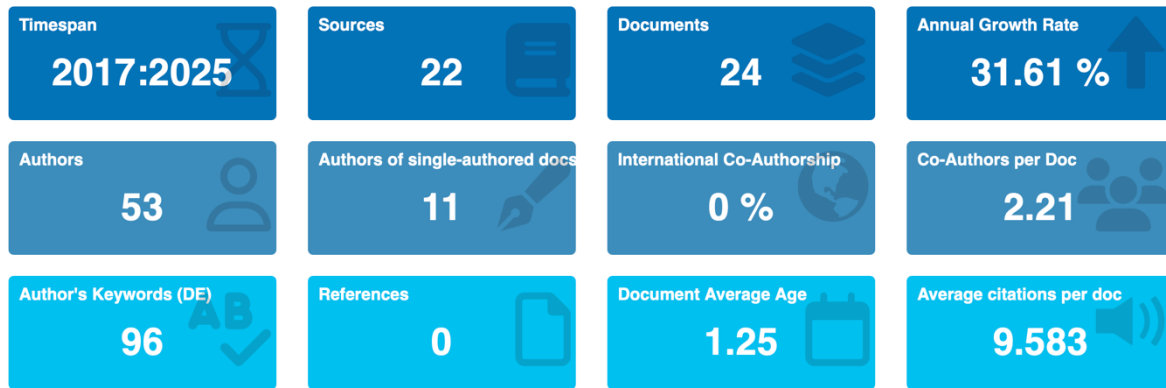 Timespan
2017:2025
Sources
22
Documents
24
Annual Growth Rate
31.61 %
Authors
53
Authors of single-authored docs
11
International Co-Authorship
0 %
Co-Authors per Doc
2.21
Author's Keywords (DE)
AB
96
References
0
Document Average Age
1.25
Average citations per doc
9.583